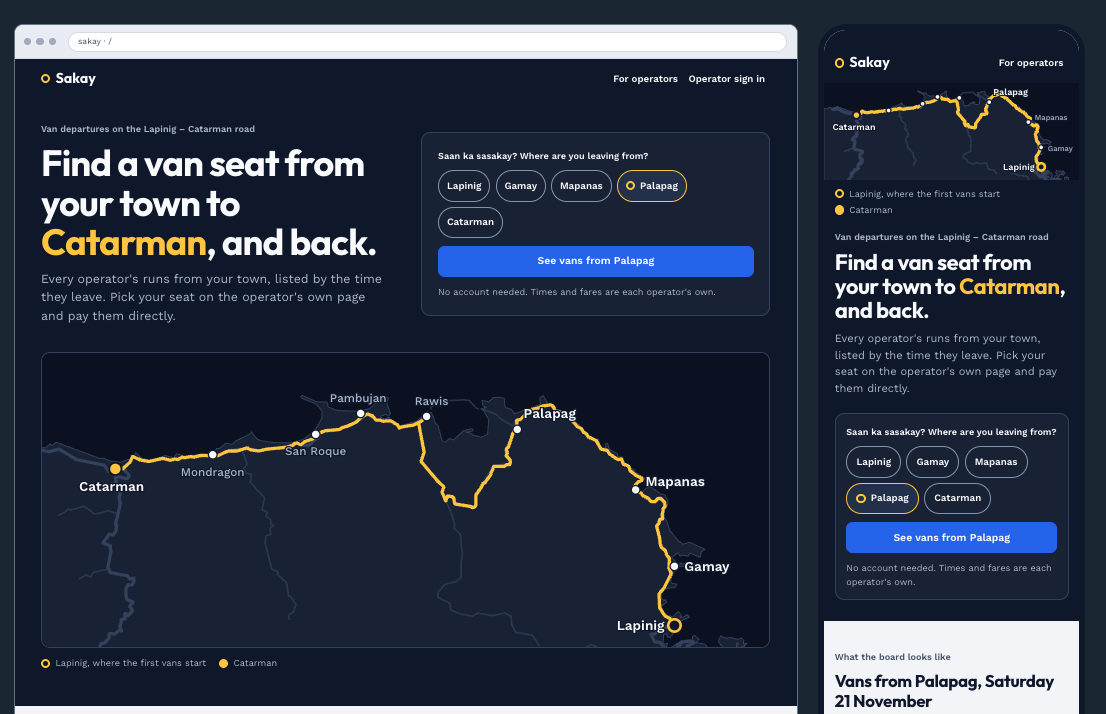 sakay · /
Sakay
For operators
Operator sign in
Van departures on the Lapinig – Catarman road
Find a van seat from
your town to
Catarman, and back.
Every operator's runs from your town, listed by the time
they leave. Pick your seat on the operator's own page
and pay them directly.
Saan ka sasakay? Where are you leaving from?
Lapinig
Gamay
Mapanas
Palapag
Catarman
See vans from Palapag
No account needed. Times and fares are each operator's own.
Pambujan
Rawis
Palapag
San Roque
Mondragon
Catarman
Mapanas
Gamay
Lapinig
Lapinig, where the first vans start
Catarman
Sakay
For operators
Palapag
Catarman
Mapanas
Gamay
Lapinig
Lapinig, where the first vans start
Catarman
Van departures on the Lapinig – Catarman road
Find a van seat from
your town to Catarman,
and back.
Every operator's runs from your town,
listed by the time they leave. Pick your
seat on the operator's own page and pay
them directly.
Saan ka sasakay? Where are you leaving from?
Lapinig
Gamay
Mapanas
Palapag
Catarman
See vans from Palapag
No account needed. Times and fares are each
operator's own.
What the board looks like
Vans from Palapag, Saturday
21 November